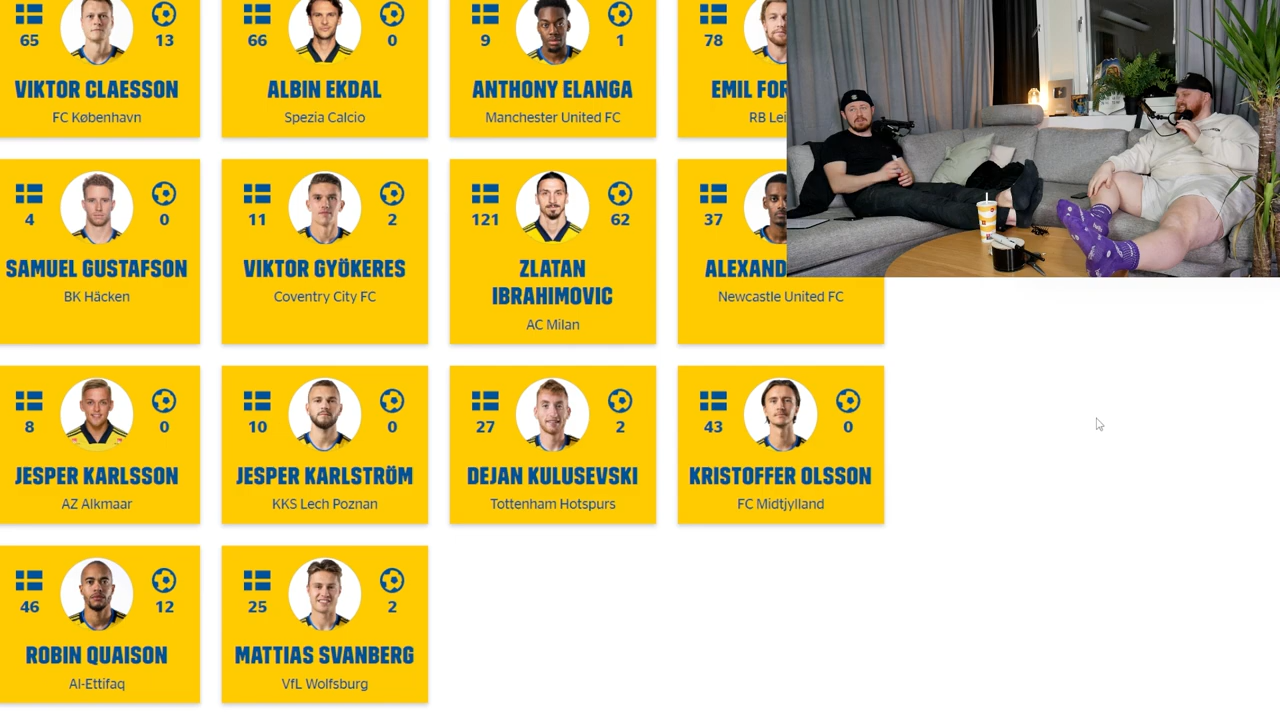 65
13
VIKTOR CLAESSON
FC København
66
0
ALBIN EKDAL
Spezia Calcio
9
1
ANTHONY ELANGA
Manchester United FC
78
EMIL FOR
RB Lei
4
0
SAMUEL GUSTAFSON
BK Häcken
11
2
VIKTOR GYÖKERES
Coventry City FC
121
62
ZLATAN
IBRAHIMOVIC
AC Milan
37
ALEXAND
Newcastle United FC
8
0
JESPER KARLSSON
AZ Alkmaar
10
0
JESPER KARLSTRÖM
KKS Lech Poznan
27
2
DEJAN KULUSEVSKI
Tottenham Hotspurs
43
0
KRISTOFFER OLSSON
FC Midtjylland
46
12
ROBIN QUAISON
Al-Ettifaq
25
2
MATTIAS SVANBERG
VfL Wolfsburg